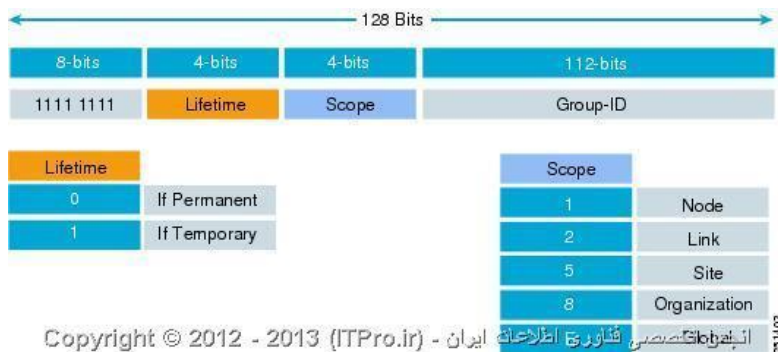 128 Bits
8-bits 4-bits 4-bits 112-bits
1111 1111 Lifetime Scope Group-ID
Lifetime
0 If Permanent
1 If Temporary
Scope
1 Node
2 Link
5 Site
8 Organization
E Global
Copyright © 2012 - 2013 (ITPro.ir) - انجمن تخصصی فناوری اطلاعات ایران